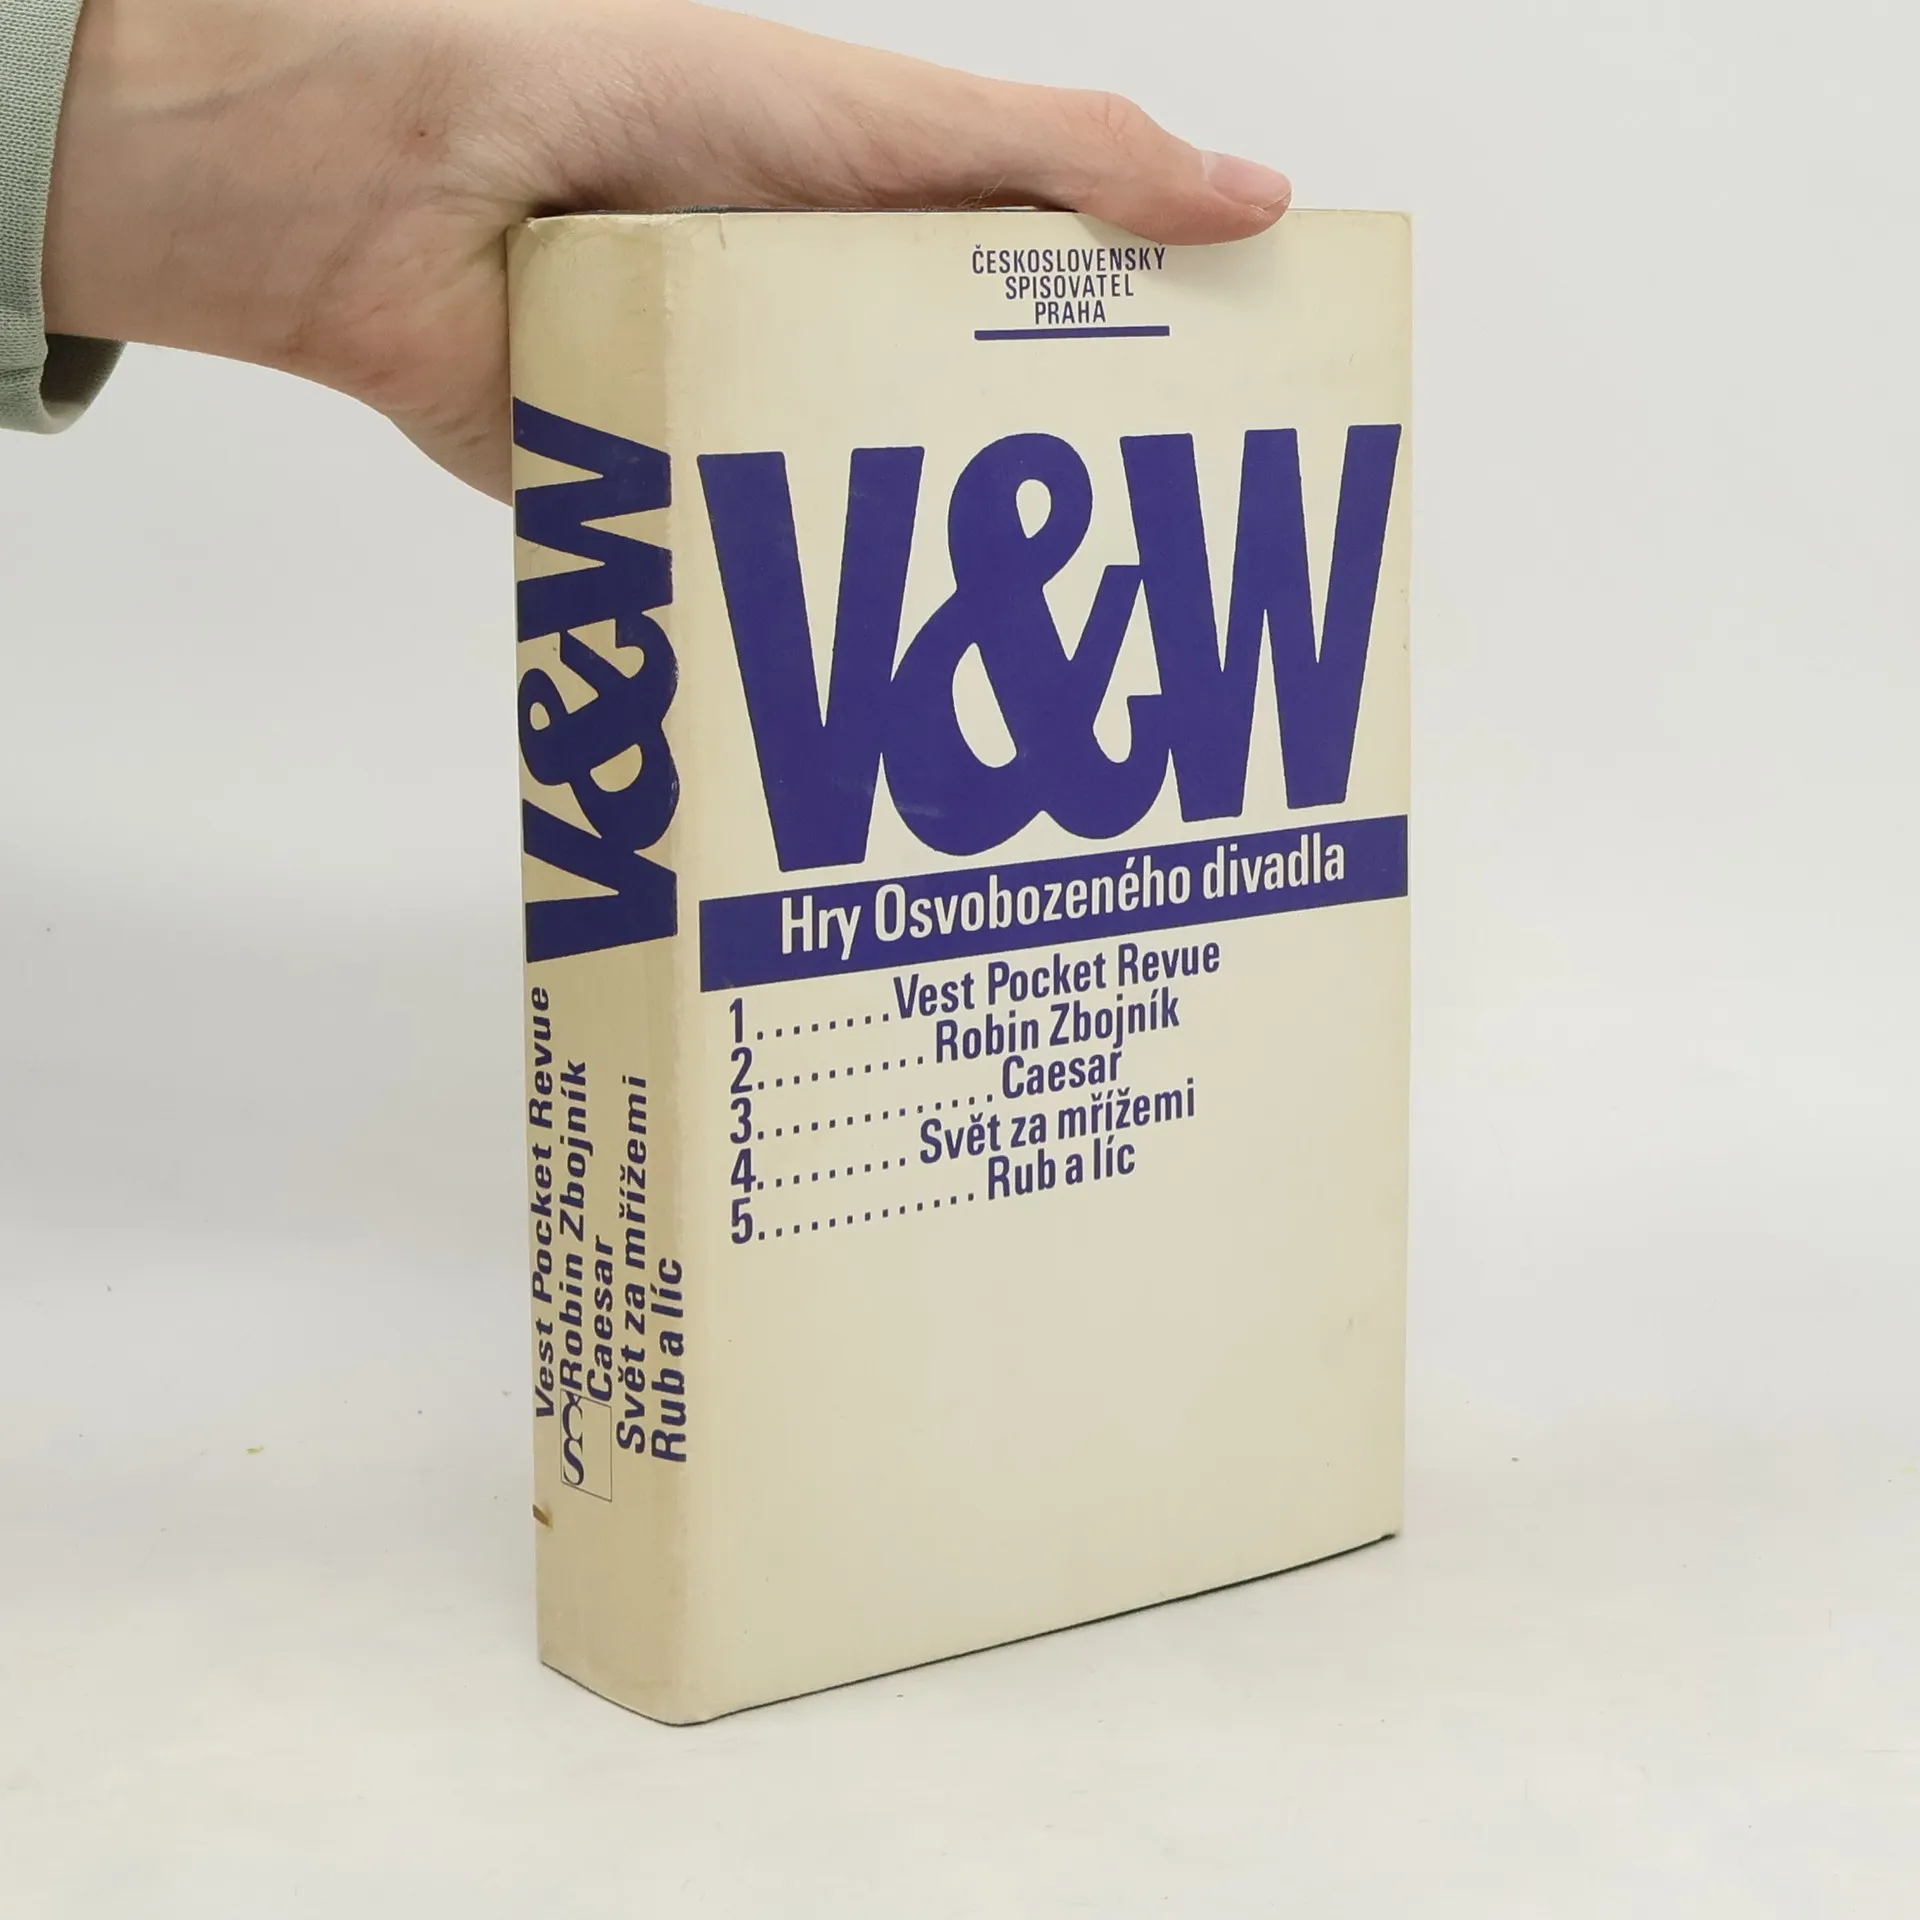 ČESKOSLOVENSKÝ
SPISOVATEL
PRAHA
V&W
Hry Osvobozeného divadla
1........Vest Pocket Revue
2..........Robin Zbojník
3..............Caesar
4.........Svět za mřížemi
5.............Rub a líc
V&W
Vest Pocket Revue
Robin Zbojník
Caesar
Svět za mřížemi
Rub a líc